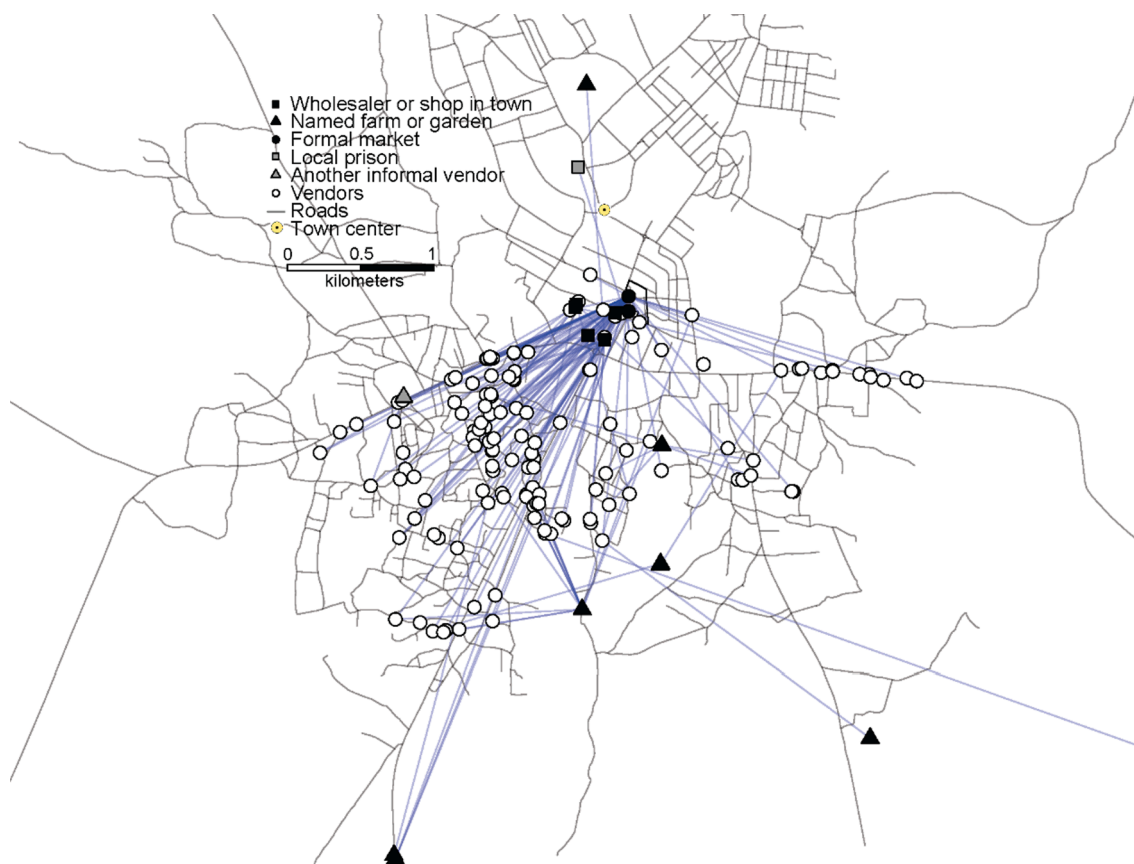 Wholesaler or shop in town
Named farm or garden
Formal market
Local prison
Another informal vendor
Vendors
Roads
Town center
0 0.5 1
kilometers